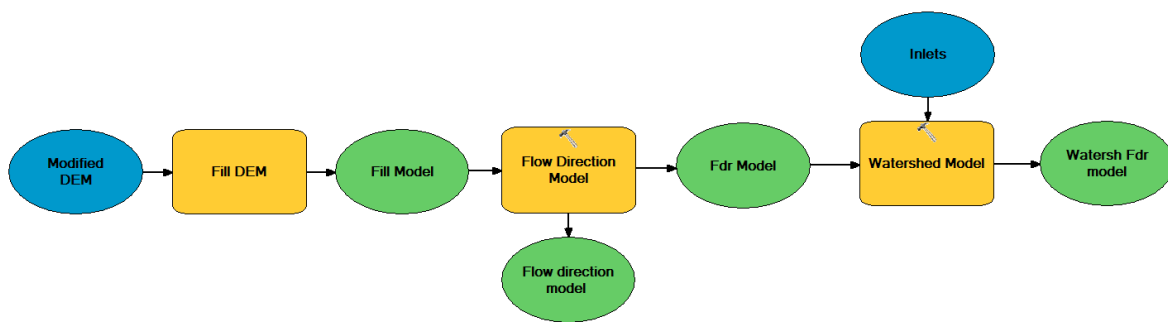 Inlets
Modified
DEM
Fill DEM
Fill Model
Flow Direction
Model
Fdr Model
Watershed Model
Watersh Fdr
model
Flow direction
model